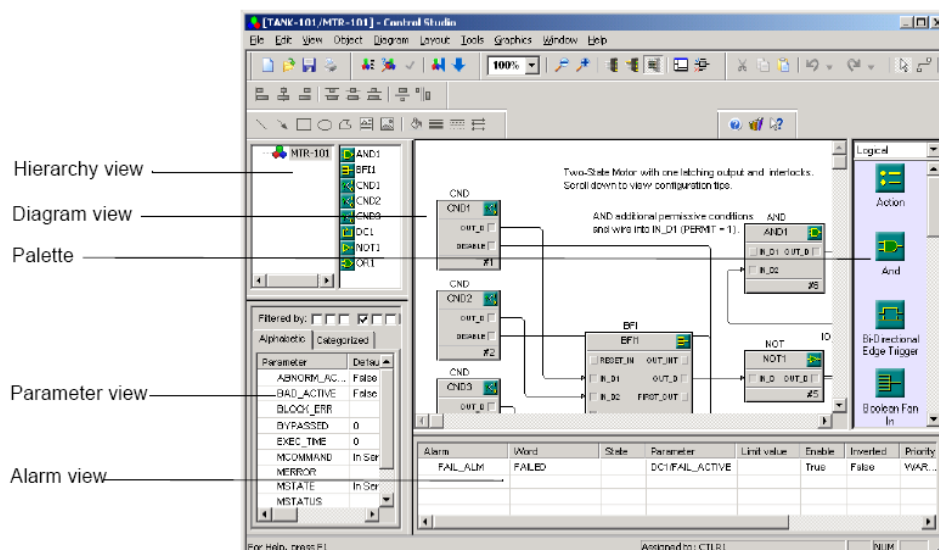 [TANK-101/MTR-101] - Control Studio
File Edit View Object Diagram Layout Tools Graphics Window Help
100%
Hierarchy view
Diagram view
Palette
Parameter view
Alarm view
MTR-101
AND1
BFI1
CND1
CND2
CND3
DC1
NOT1
OR1
Two-State Motor with one latching output and interlocks.
Scroll down to view configuration tips.
AND additional permissive conditions
and wire into IN_D1 (PERMIT = 1).
CND
CND1
OUT_D
DISABLE
#1
CND
CND2
OUT_D
DISABLE
#2
CND
CND3
OUT_D
BFI
BFI1
RESET_IN OUT_INT
IN_D1 OUT_D
IN_D2 FIRST_OUT
AND
AND1
IN_D1 OUT_D
IN_D2
#6
IO
NOT
NOT1
IN_D OUT_D
#5
Logical
Action
And
Bi-Directional
Edge Trigger
Boolean Fan
In
Filtered by:
Alphabetic Categorized
Parameter Defau
ABNORM_AC... False
BAD_ACTIVE False
BLOCK_ERR
BYPASSED 0
EXEC_TIME 0
MCOMMAND In Ser
MERROR
MSTATE In Ser
MSTATUS
Alarm Word State Parameter Limit value Enable Inverted Priority
FAIL_ALM FAILED DC1/FAIL_ACTIVE True False WAR...
For Help, press F1
Assigned to: CTLR1
NUM